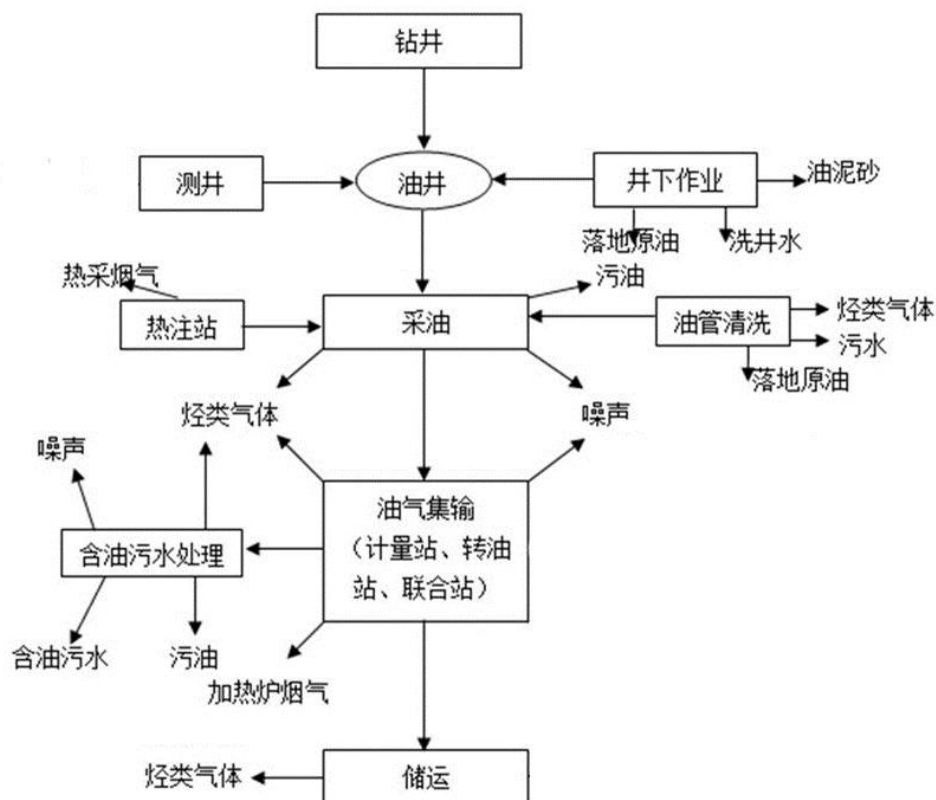 钻井
测井
油井
井下作业
油泥砂
落地原油
洗井水
热采烟气
污油
热注站
采油
油管清洗
烃类气体
污水
落地原油
烃类气体
噪声
噪声
油气集输
（计量站、转油
站、联合站）
含油污水处理
含油污水
污油
加热炉烟气
烃类气体
储运